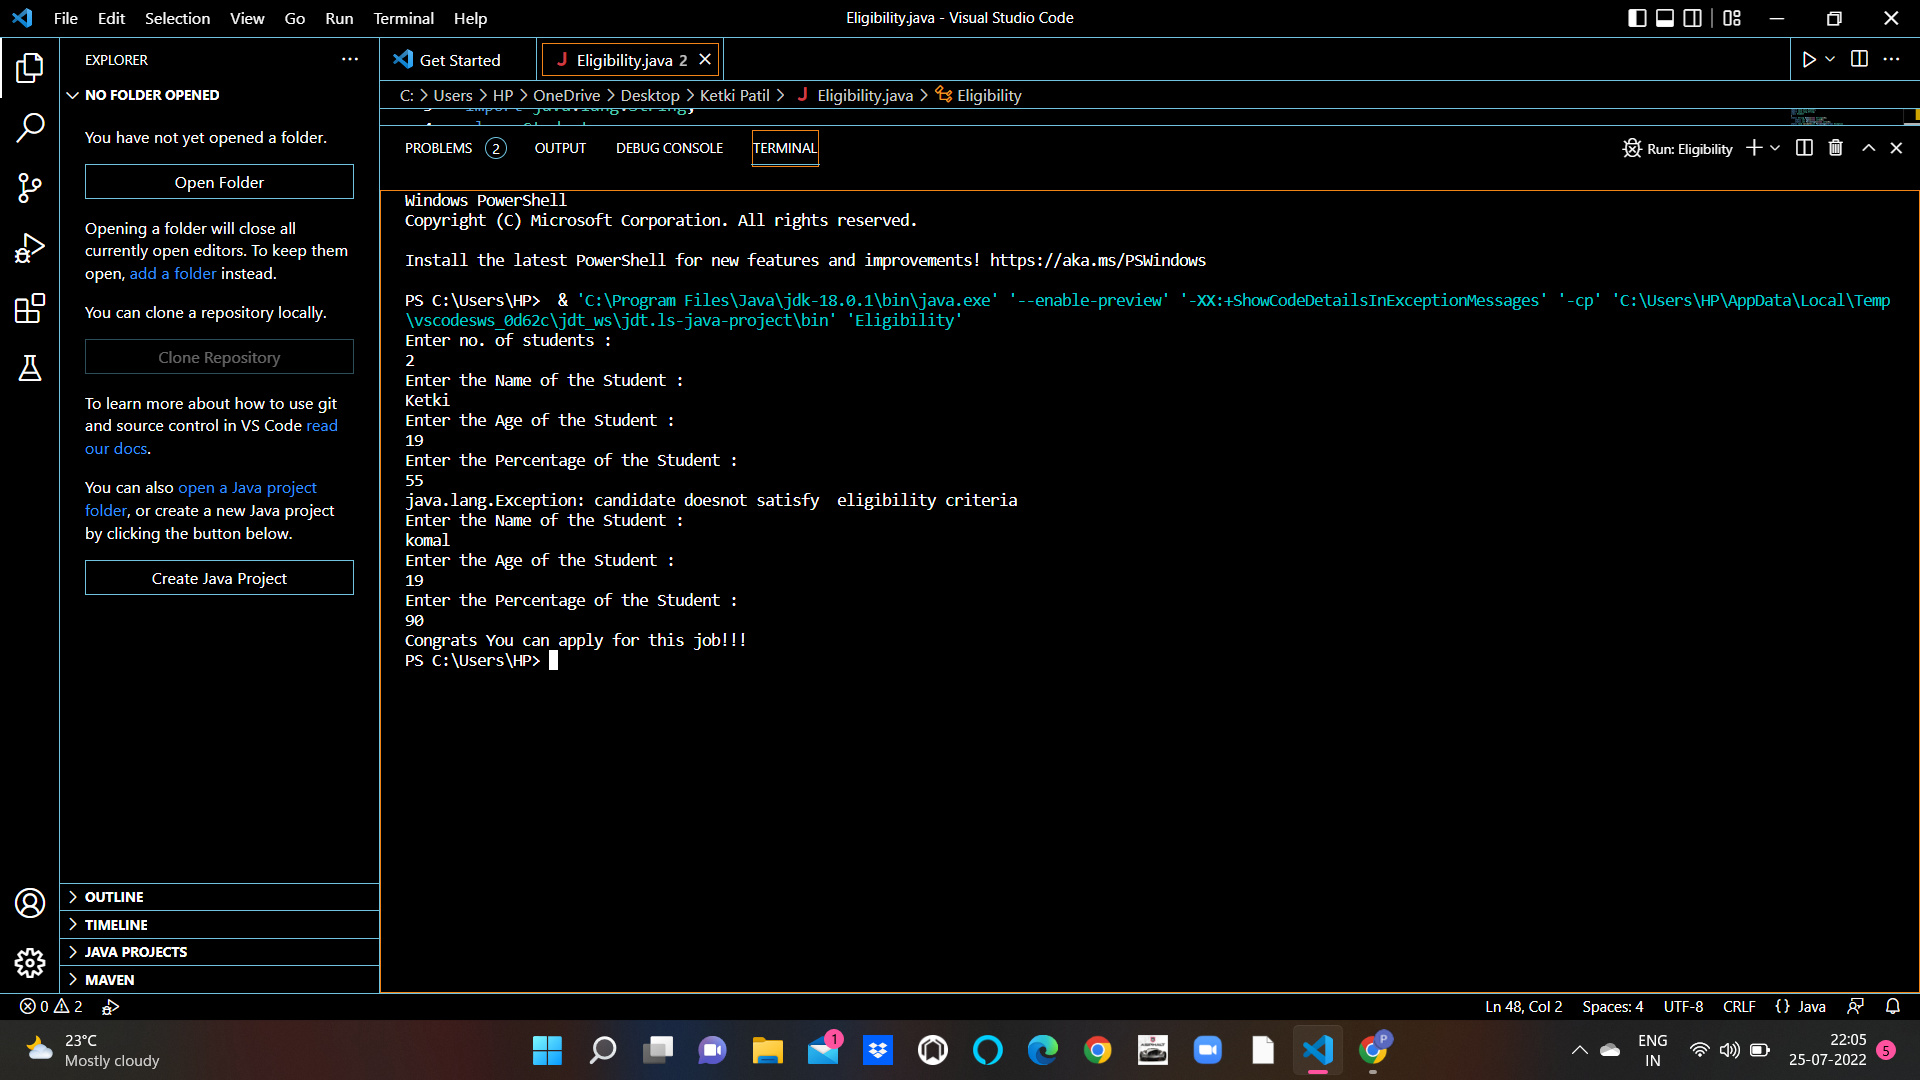 File Edit Selection View Go Run Terminal Help
Eligibility.java - Visual Studio Code
EXPLORER
NO FOLDER OPENED
You have not yet opened a folder.
Open Folder
Opening a folder will close all
currently open editors. To keep them
open, add a folder instead.
You can clone a repository locally.
Clone Repository
To learn more about how to use git
and source control in VS Code read
our docs.
You can also open a Java project
folder, or create a new Java project
by clicking the button below.
Create Java Project
OUTLINE
TIMELINE
JAVA PROJECTS
MAVEN
Get Started
J Eligibility.java 2
C: > Users > HP > OneDrive > Desktop > Ketki Patil > J Eligibility.java > Eligibility
import java.lang.String;
PROBLEMS 2 OUTPUT DEBUG CONSOLE TERMINAL
Run: Eligibility
Windows PowerShell
Copyright (C) Microsoft Corporation. All rights reserved.
Install the latest PowerShell for new features and improvements! https://aka.ms/PSWindows
PS C:\Users\HP>  & 'C:\Program Files\Java\jdk-18.0.1\bin\java.exe' '--enable-preview' '-XX:+ShowCodeDetailsInExceptionMessages' '-cp' 'C:\Users\HP\AppData\Local\Temp
\vscodesws_0d62c\jdt_ws\jdt.ls-java-project\bin' 'Eligibility'
Enter no. of students :
2
Enter the Name of the Student :
Ketki
Enter the Age of the Student :
19
Enter the Percentage of the Student :
55
java.lang.Exception: candidate doesnot satisfy  eligibility criteria
Enter the Name of the Student :
komal
Enter the Age of the Student :
19
Enter the Percentage of the Student :
90
Congrats You can apply for this job!!!
PS C:\Users\HP>
0 2
Ln 48, Col 2 Spaces: 4 UTF-8 CRLF {} Java
23°C
Mostly cloudy
1
P
ENG
IN
22:05
25-07-2022
5